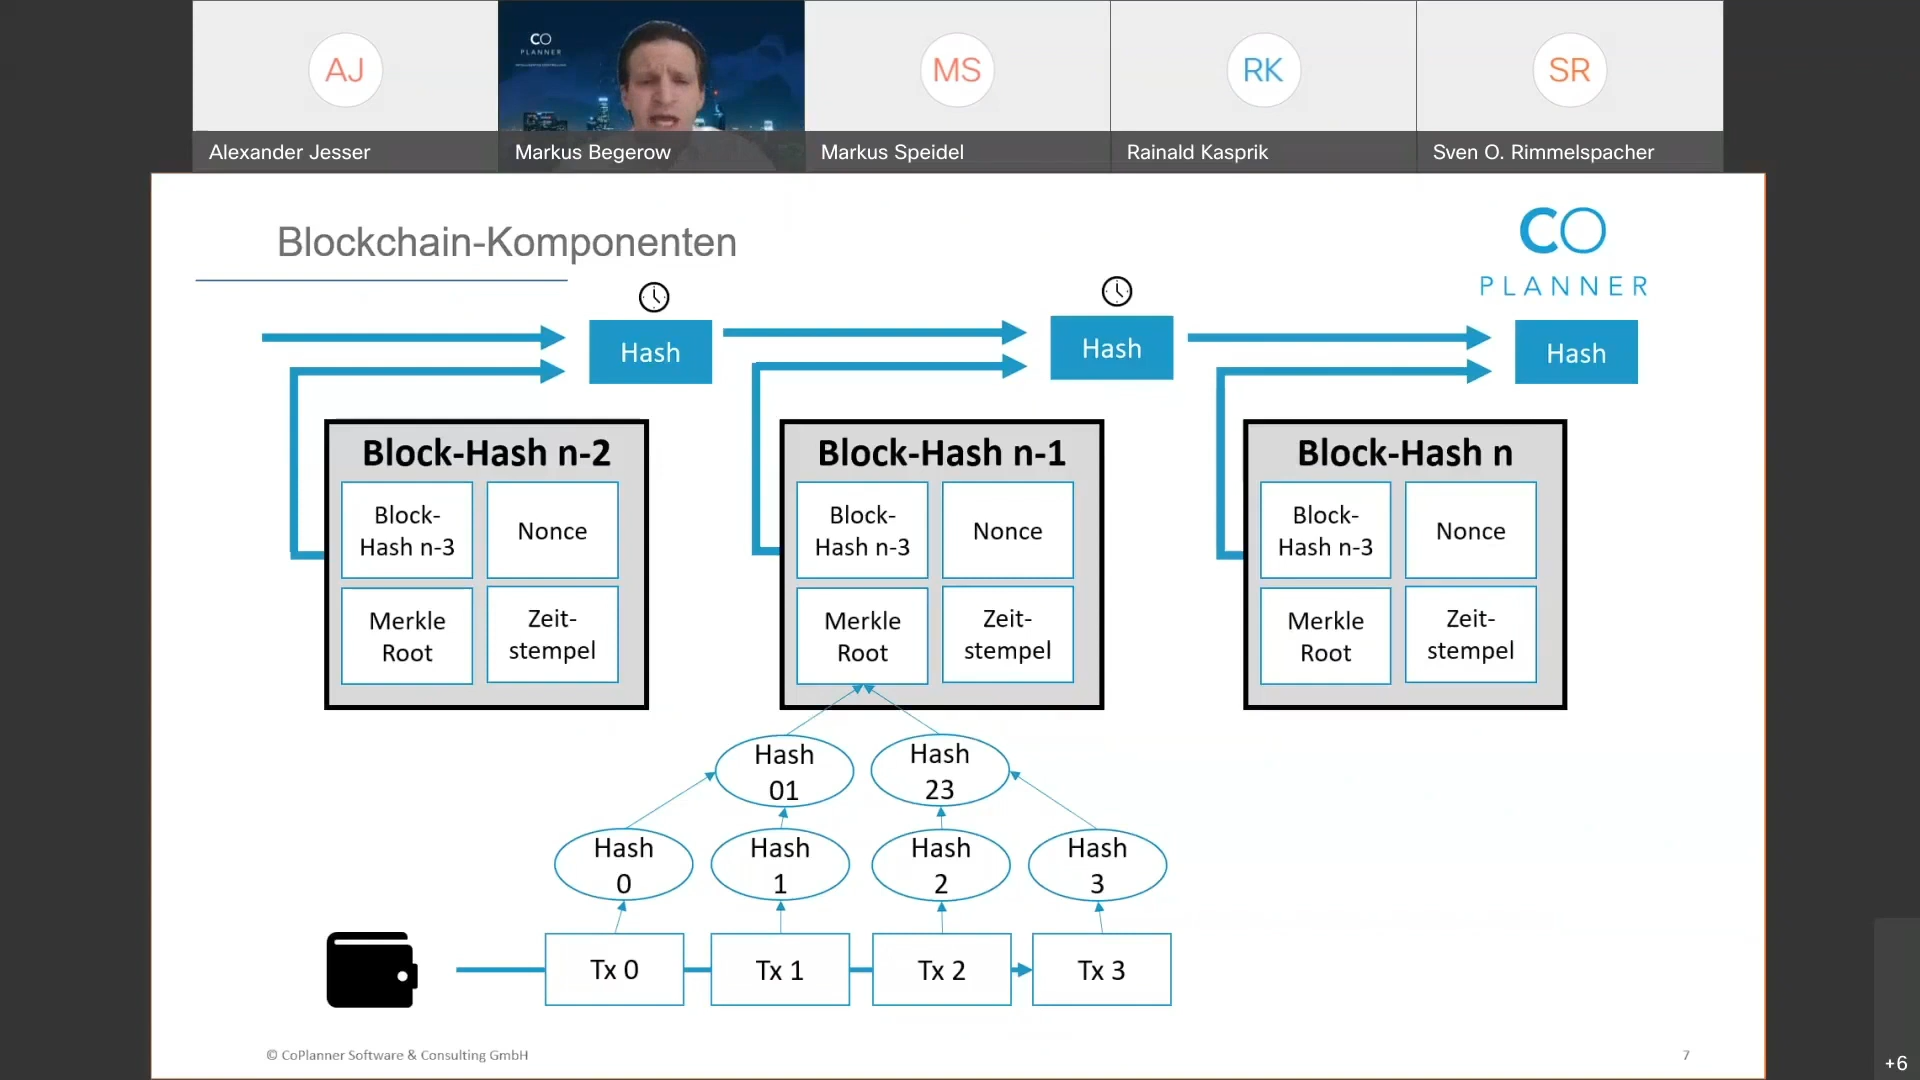 CO
PLANNER
AJ
MS
RK
SR
Alexander Jesser
Markus Begerow
Markus Speidel
Rainald Kasprik
Sven O. Rimmelspacher
Blockchain-Komponenten
CO
PLANNER
Hash
Hash
Hash
Block-Hash n-2
Block-
Hash n-3
Nonce
Merkle
Root
Zeit-
stempel
Block-Hash n-1
Block-
Hash n-3
Nonce
Merkle
Root
Zeit-
stempel
Block-Hash n
Block-
Hash n-3
Nonce
Merkle
Root
Zeit-
stempel
Hash
01
Hash
23
Hash
0
Hash
1
Hash
2
Hash
3
Tx 0
Tx 1
Tx 2
Tx 3
© CoPlanner Software & Consulting GmbH
7
+6